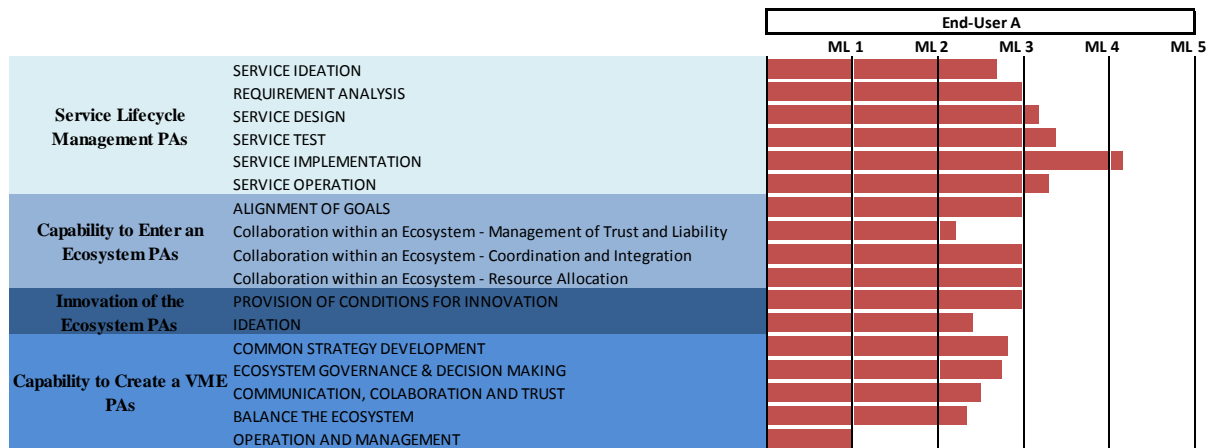 End-User A
ML 1 ML 2 ML 3 ML 4 ML 5
Service Lifecycle
Management PAs
SERVICE IDEATION
REQUIREMENT ANALYSIS
SERVICE DESIGN
SERVICE TEST
SERVICE IMPLEMENTATION
SERVICE OPERATION
Capability to Enter an
Ecosystem PAs
ALIGNMENT OF GOALS
Collaboration within an Ecosystem - Management of Trust and Liability
Collaboration within an Ecosystem - Coordination and Integration
Collaboration within an Ecosystem - Resource Allocation
Innovation of the
Ecosystem PAs
PROVISION OF CONDITIONS FOR INNOVATION
IDEATION
Capability to Create a VME
PAs
COMMON STRATEGY DEVELOPMENT
ECOSYSTEM GOVERNANCE & DECISION MAKING
COMMUNICATION, COLABORATION AND TRUST
BALANCE THE ECOSYSTEM
OPERATION AND MANAGEMENT